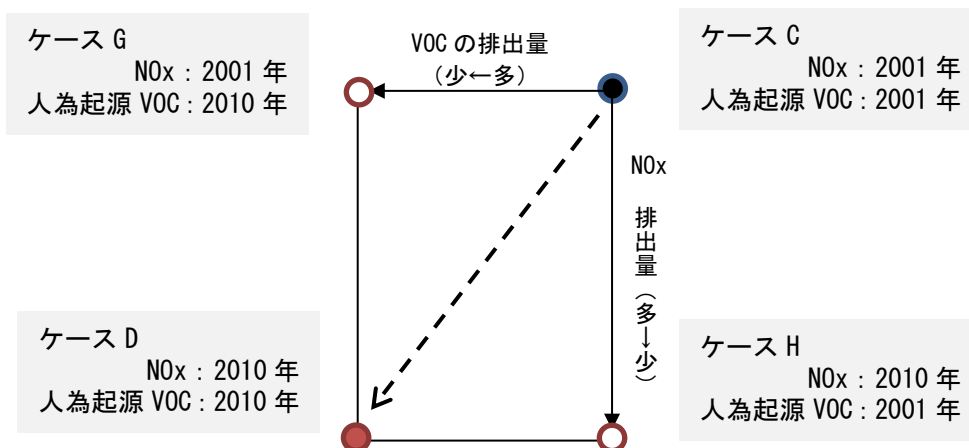 ケース G
NOx : 2001 年
人為起源 VOC : 2010 年
VOC の排出量
(少←多)
ケース C
NOx : 2001 年
人為起源 VOC : 2001 年
NOx 排出量(多→少)
ケース D
NOx : 2010 年
人為起源 VOC : 2010 年
ケース H
NOx : 2010 年
人為起源 VOC : 2001 年